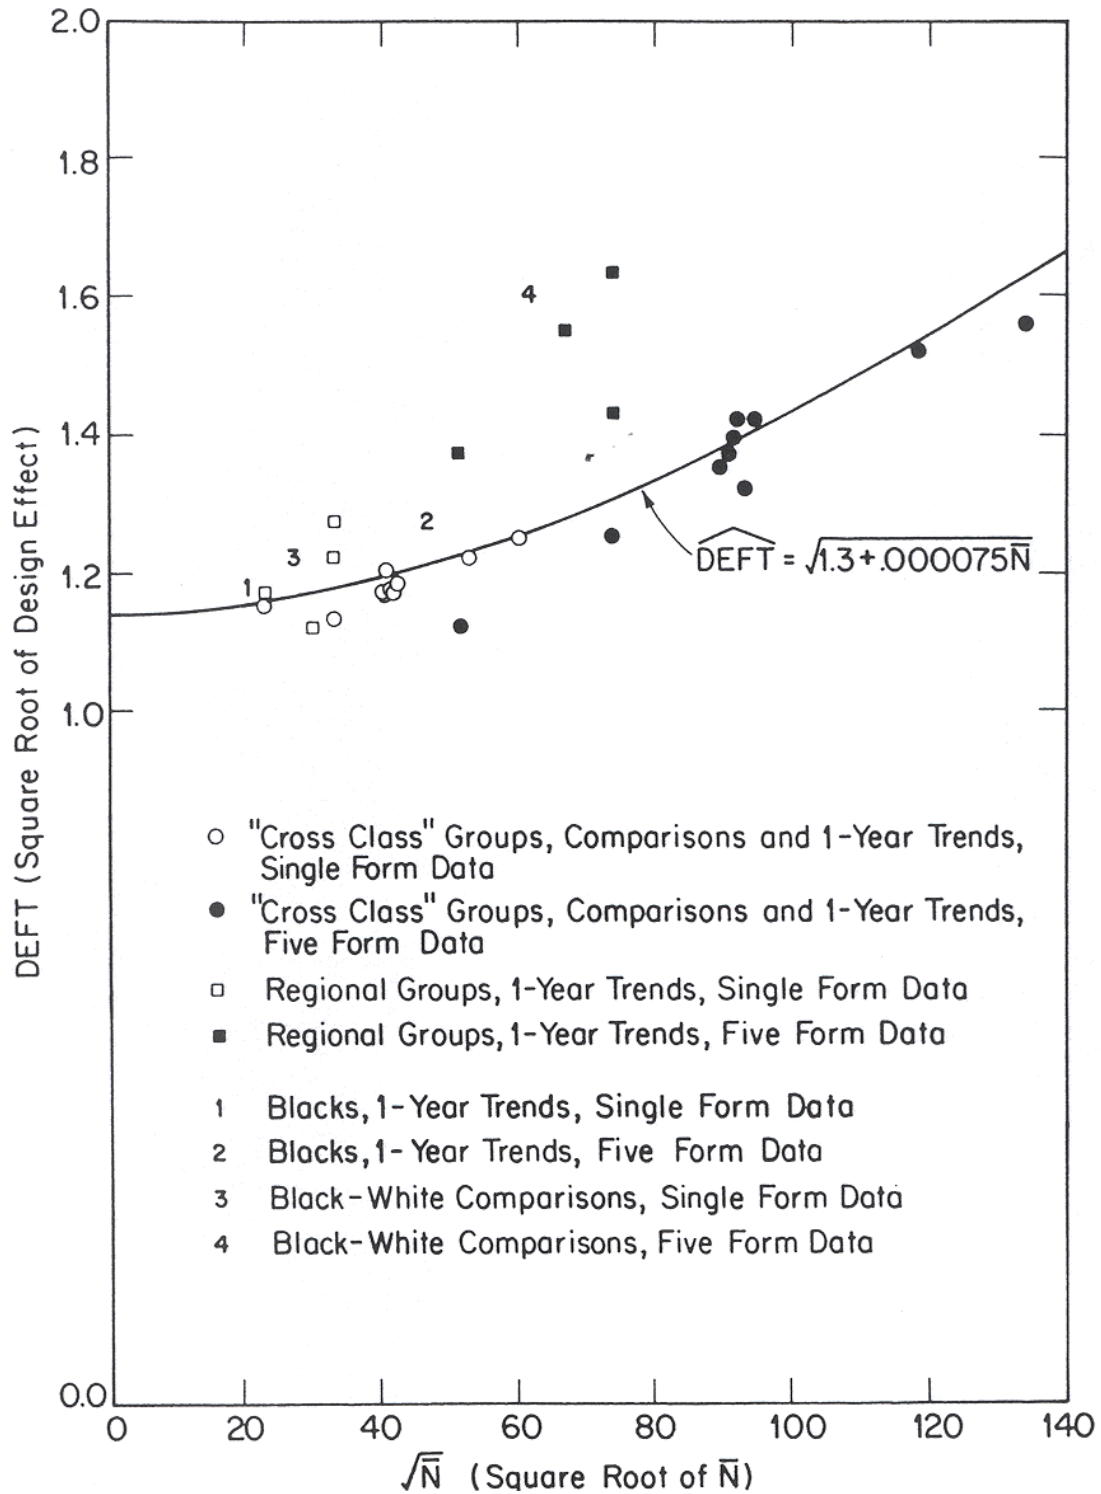 2.0
1.8
1.6
1.4
1.2
1.0
0.0
DEFT (Square Root of Design Effect)
4
2
3
1
DEFT = √1.3+.000075N̄
"Cross Class" Groups, Comparisons and 1-Year Trends,
Single Form Data
"Cross Class" Groups, Comparisons and 1-Year Trends,
Five Form Data
Regional Groups, 1-Year Trends, Single Form Data
Regional Groups, 1-Year Trends, Five Form Data
1 Blacks, 1-Year Trends, Single Form Data
2 Blacks, 1-Year Trends, Five Form Data
3 Black-White Comparisons, Single Form Data
4 Black-White Comparisons, Five Form Data
0 20 40 60 80 100 120 140
√N̄ (Square Root of N̄)